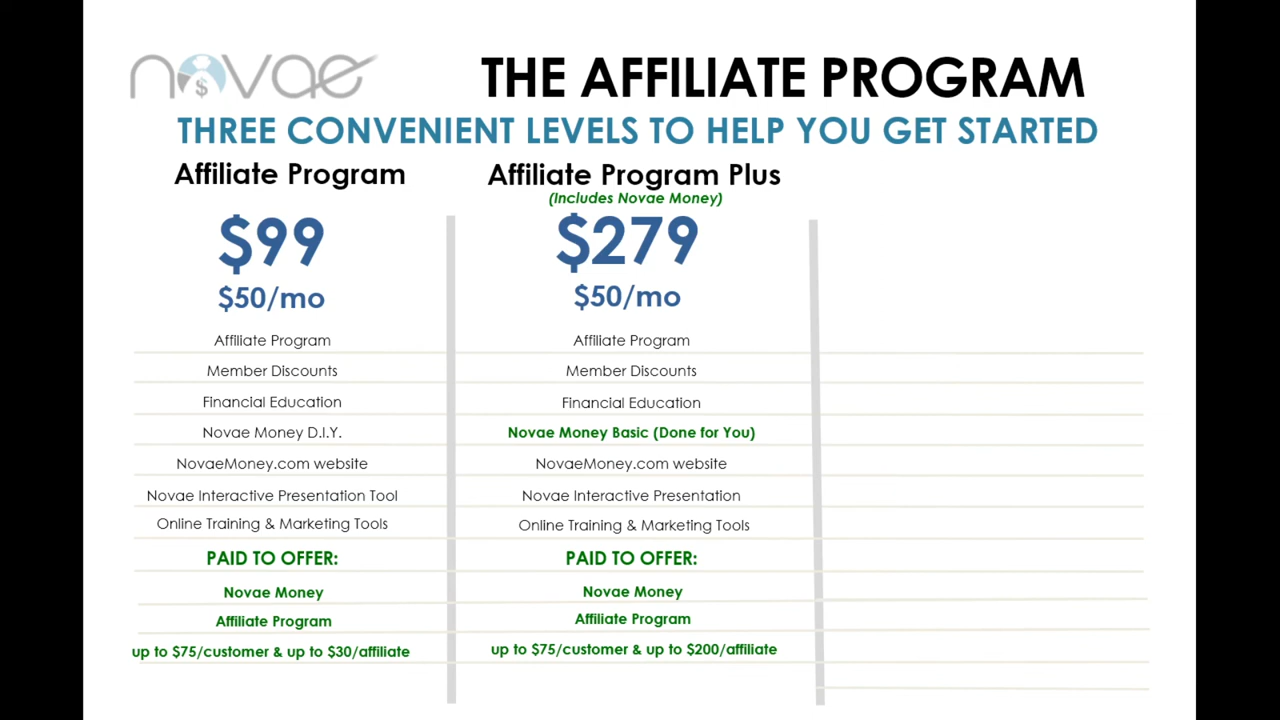 novae
$
THE AFFILIATE PROGRAM
THREE CONVENIENT LEVELS TO HELP YOU GET STARTED
Affiliate Program
$99
$50/mo
Affiliate Program
Member Discounts
Financial Education
Novae Money D.I.Y.
NovaeMoney.com website
Novae Interactive Presentation Tool
Online Training & Marketing Tools
PAID TO OFFER:
Novae Money
Affiliate Program
up to $75/customer & up to $30/affiliate
Affiliate Program Plus
(Includes Novae Money)
$279
$50/mo
Affiliate Program
Member Discounts
Financial Education
Novae Money Basic (Done for You)
NovaeMoney.com website
Novae Interactive Presentation
Online Training & Marketing Tools
PAID TO OFFER:
Novae Money
Affiliate Program
up to $75/customer & up to $200/affiliate